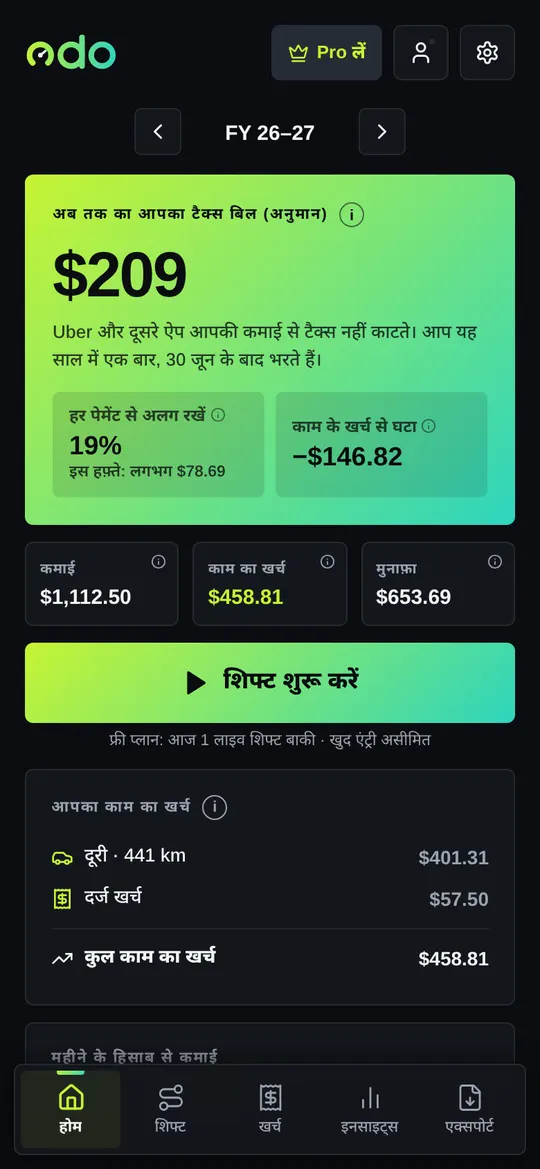 odo
Pro लें
FY 26–27
अब तक का आपका टैक्स बिल (अनुमान)
$209
Uber और दूसरे ऐप आपकी कमाई से टैक्स नहीं काटते। आप यह
साल में एक बार, 30 जून के बाद भरते हैं।
हर पेमेंट से अलग रखें
19%
इस हफ़्ते: लगभग $78.69
काम के खर्च से घटा
−$146.82
कमाई
$1,112.50
काम का खर्च
$458.81
मुनाफ़ा
$653.69
शिफ्ट शुरू करें
फ्री प्लान: आज 1 लाइव शिफ्ट बाकी · खुद एंट्री असीमित
आपका काम का खर्च
दूरी · 441 km $401.31
दर्ज खर्च $57.50
कुल काम का खर्च $458.81
महीने के हिसाब से कमाई
होम
शिफ्ट
खर्च
इनसाइट्स
एक्सपोर्ट